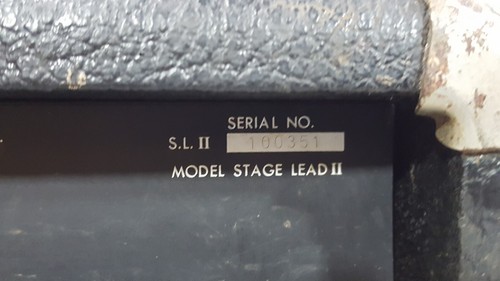 SERIAL NO.
S.L. II 100351
MODEL STAGE LEAD II